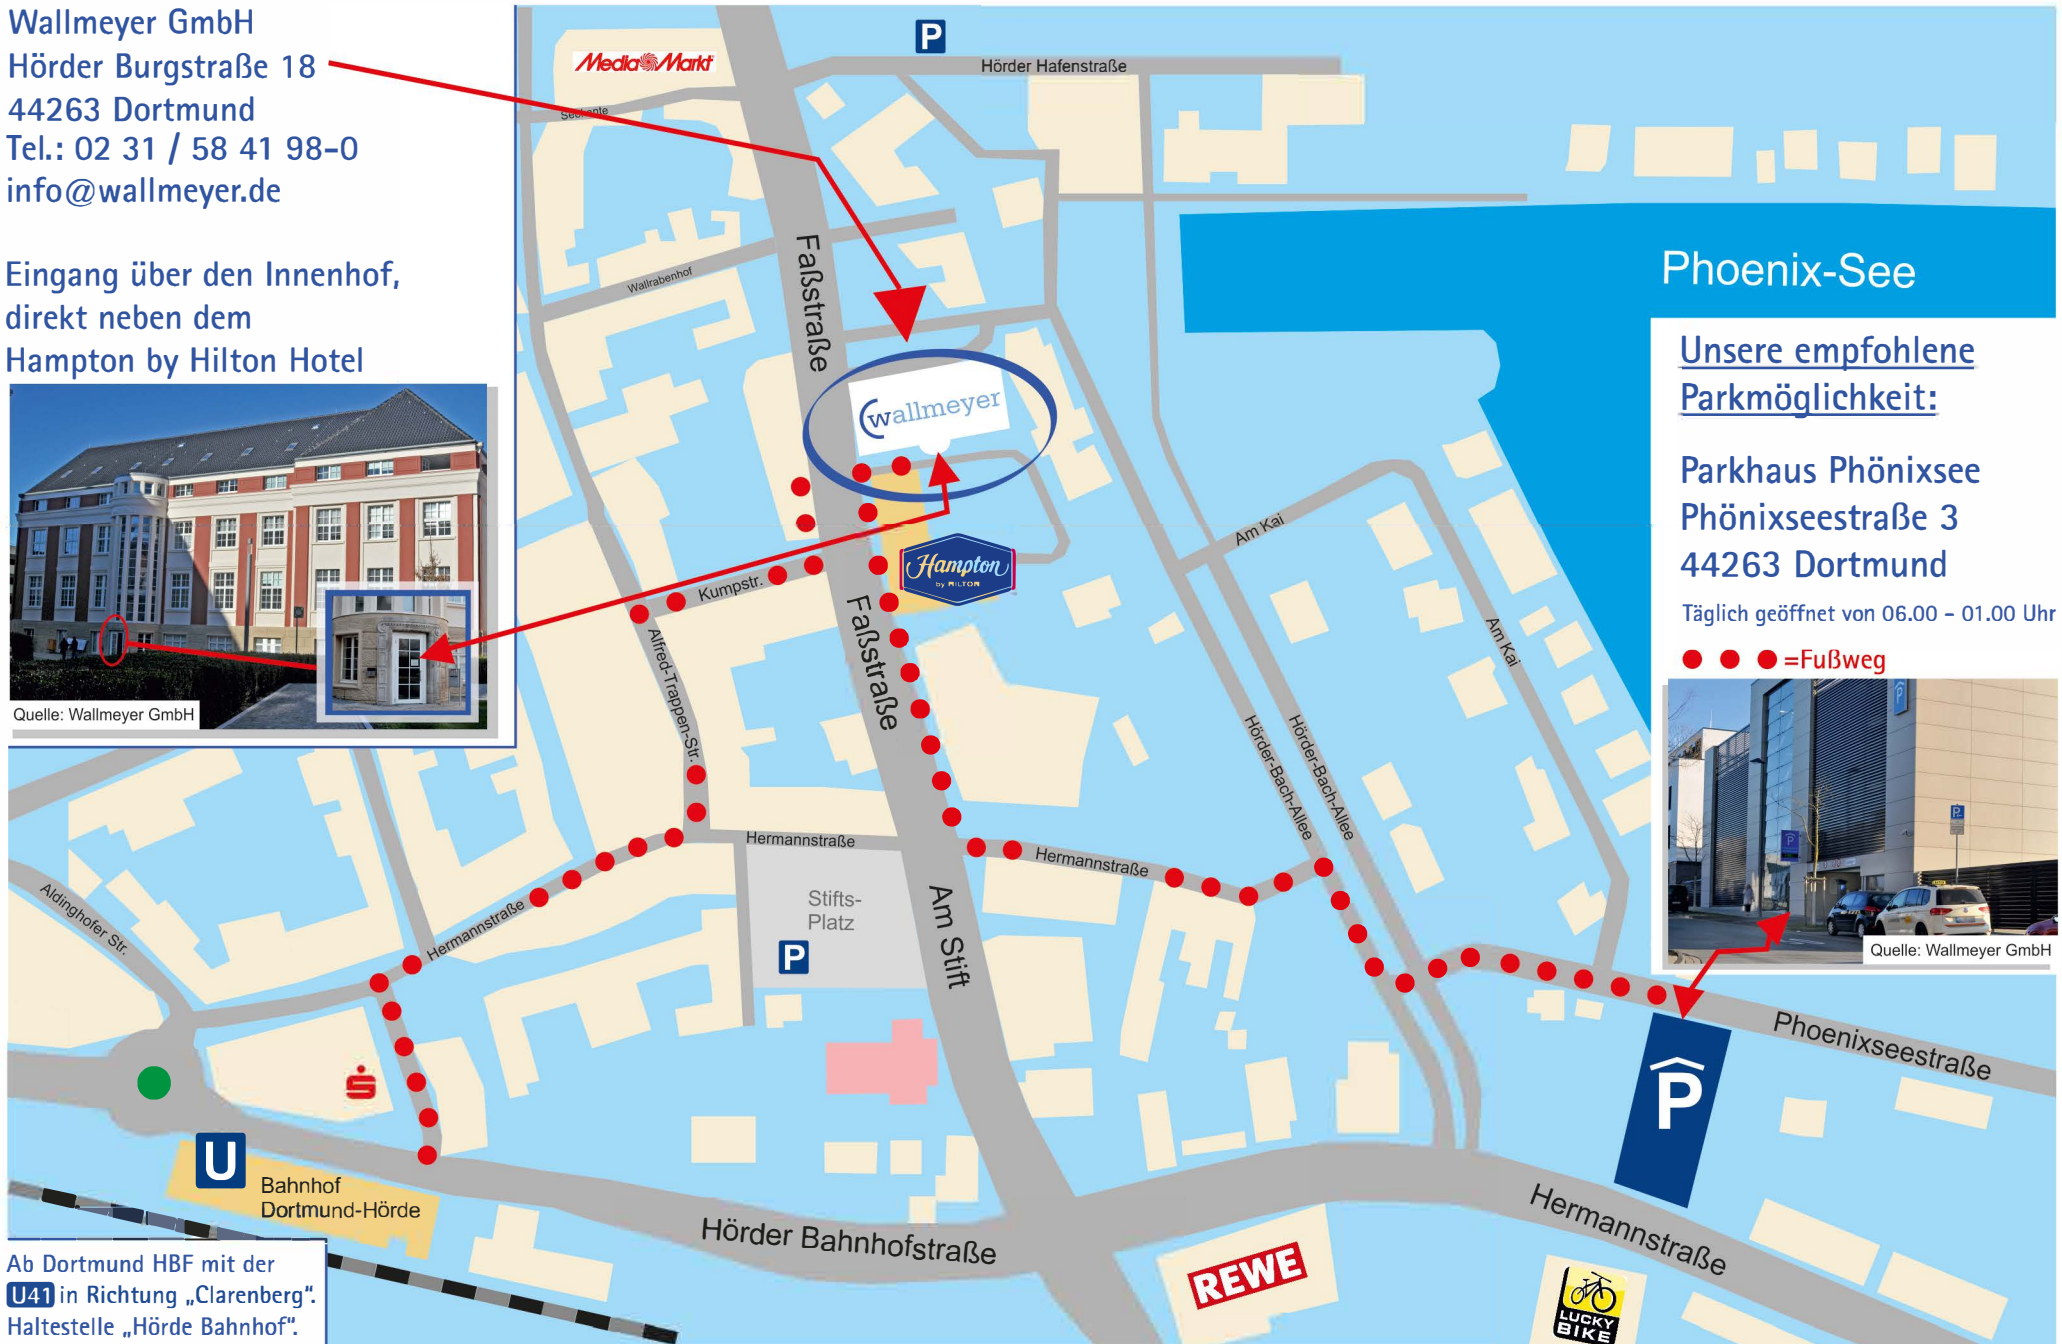 Wallmeyer GmbH
Hörder Burgstraße 18
44263 Dortmund
Tel.: 02 31 / 58 41 98-0
info@wallmeyer.de
Eingang über den Innenhof,
direkt neben dem
Hampton by Hilton Hotel
Quelle: Wallmeyer GmbH
Media Markt
P
Hörder Hafenstraße
Seekante
Wallrabenhof
Faßstraße
Phoenix-See
wallmeyer
Unsere empfohlene
Parkmöglichkeit:
Parkhaus Phönixsee
Phönixseestraße 3
44263 Dortmund
Täglich geöffnet von 06.00 - 01.00 Uhr
=Fußweg
P
P
P
Quelle: Wallmeyer GmbH
Am Kai
Am Kai
Hampton
by HILTON
Kumpstr.
Faßstraße
Alfred-Trappen-Str.
Hörder-Bach-Allee
Hörder-Bach-Allee
Hermannstraße
Hermannstraße
Hermannstraße
Stifts-
Platz
P
Am Stift
Aldinghofer Str.
Phoenixseestraße
P
S
U
Bahnhof
Dortmund-Hörde
Hörder Bahnhofstraße
Hermannstraße
REWE
LUCKY
BIKE
Ab Dortmund HBF mit der
U41 in Richtung „Clarenberg“.
Haltestelle „Hörde Bahnhof“.